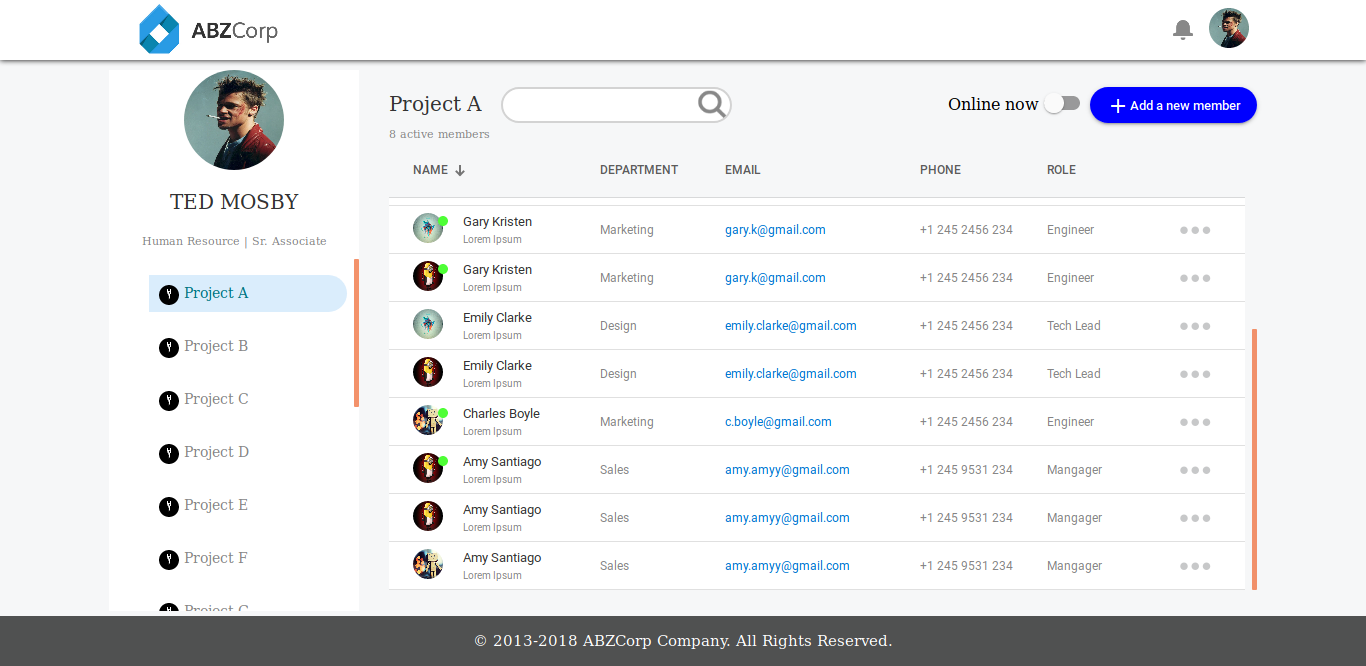 ABZCorp
TED MOSBY
Human Resource | Sr. Associate
Project A
Project B
Project C
Project D
Project E
Project F
Project G
Project A
8 active members
Online now
Add a new member
NAME DEPARTMENT EMAIL PHONE ROLE
Gary Kristen Marketing gary.k@gmail.com +1 245 2456 234 Engineer
Lorem Ipsum
Gary Kristen Marketing gary.k@gmail.com +1 245 2456 234 Engineer
Lorem Ipsum
Emily Clarke Design emily.clarke@gmail.com +1 245 2456 234 Tech Lead
Lorem Ipsum
Emily Clarke Design emily.clarke@gmail.com +1 245 2456 234 Tech Lead
Lorem Ipsum
Charles Boyle Marketing c.boyle@gmail.com +1 245 2456 234 Engineer
Lorem Ipsum
Amy Santiago Sales amy.amyy@gmail.com +1 245 9531 234 Mangager
Lorem Ipsum
Amy Santiago Sales amy.amyy@gmail.com +1 245 9531 234 Mangager
Lorem Ipsum
Amy Santiago Sales amy.amyy@gmail.com +1 245 9531 234 Mangager
Lorem Ipsum
© 2013-2018 ABZCorp Company. All Rights Reserved.